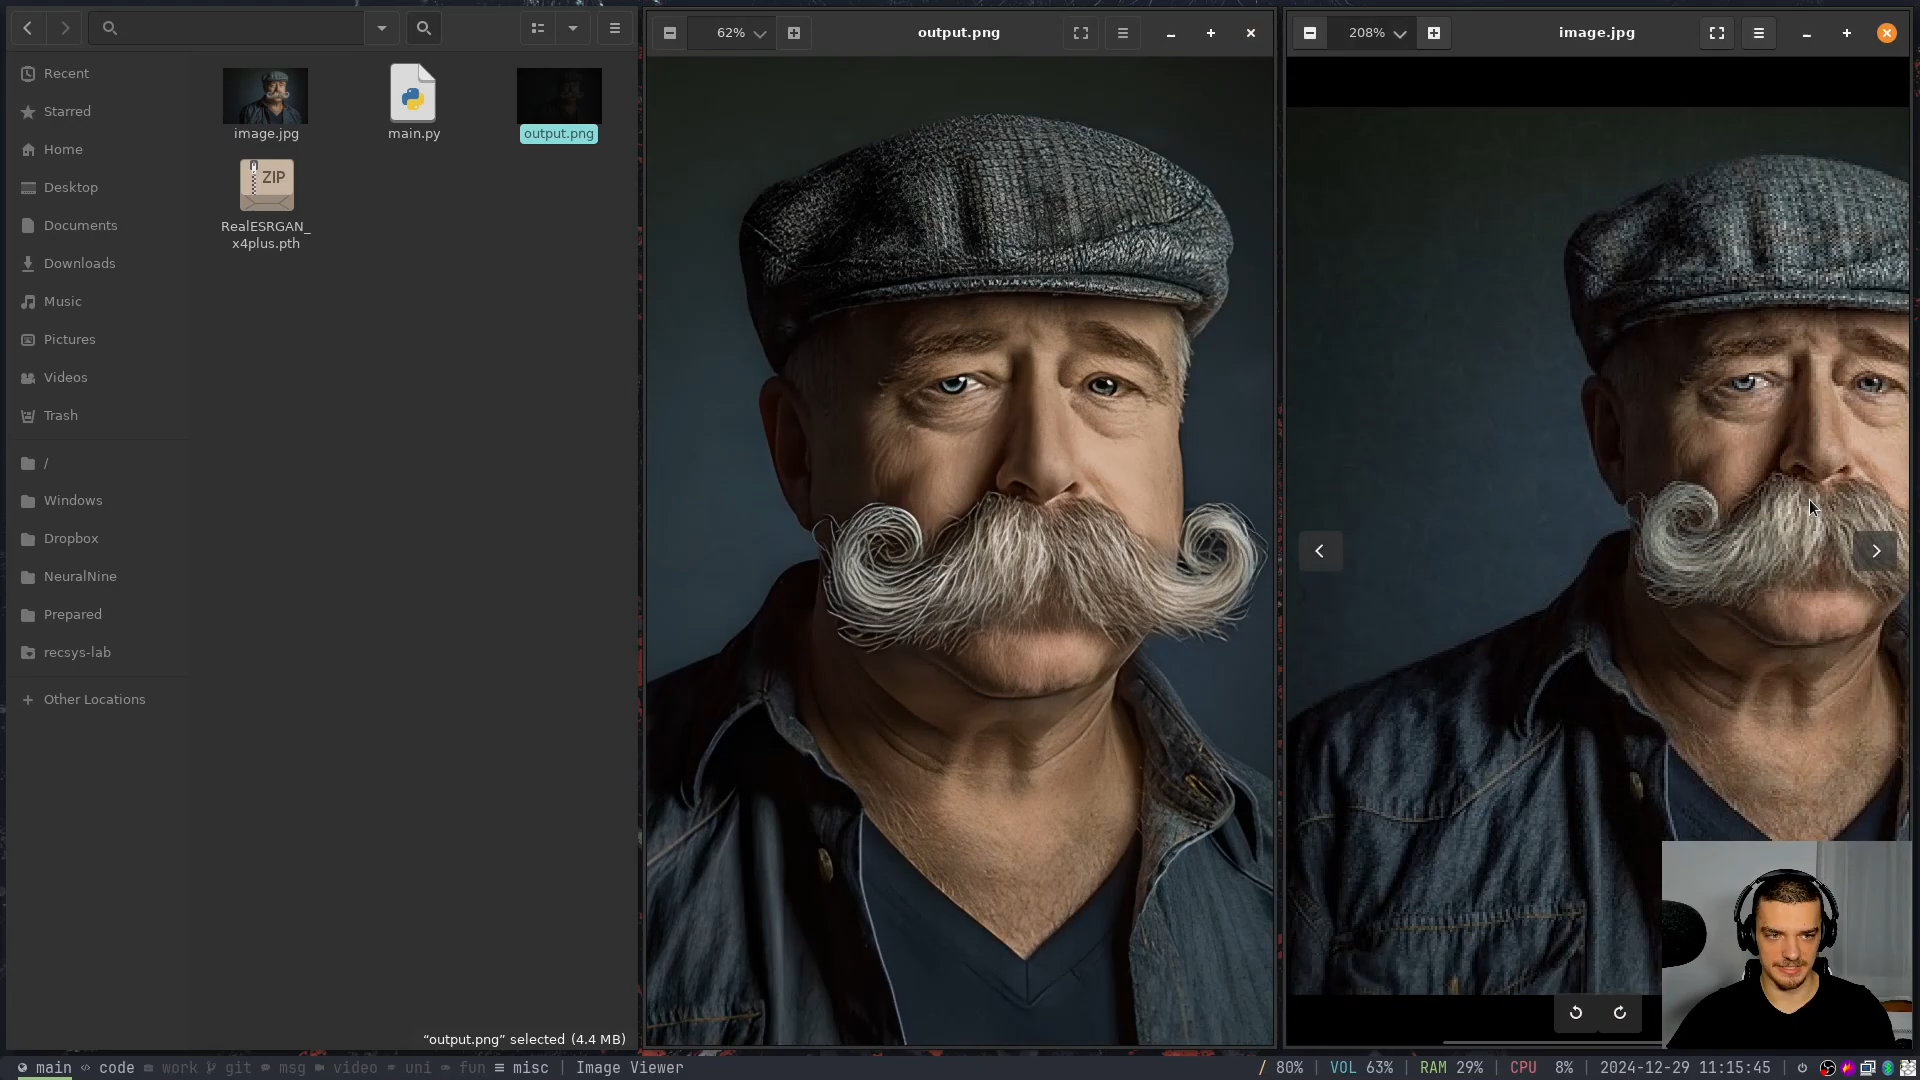 62%
output.png
208%
image.jpg
Recent
Starred
Home
Desktop
Documents
Downloads
Music
Pictures
Videos
Trash
/
Windows
Dropbox
NeuralNine
Prepared
recsys-lab
Other Locations
image.jpg
main.py
output.png
ZIP
RealESRGAN_
x4plus.pth
“output.png” selected (4.4 MB)
main code work git msg video uni fun misc | Image Viewer
/ 80% | VOL 63% | RAM 29% | CPU 8% | 2024-12-29 11:15:45 |